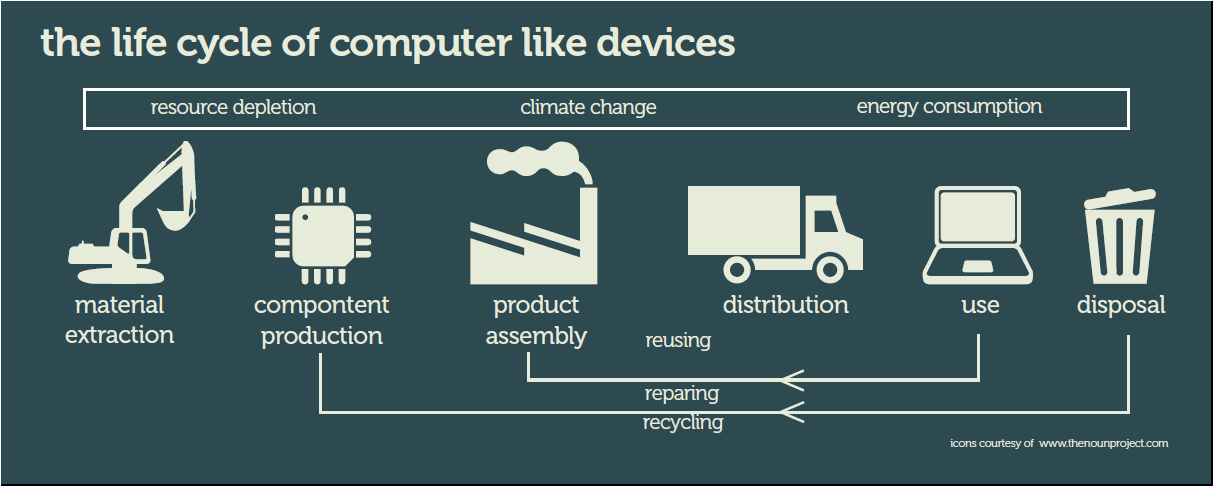 the life cycle of computer like devices
resource depletion climate change energy consumption
material extraction
compontent production
product assembly
distribution
use
disposal
reusing
reparing
recycling
icons courtesy of www.thenounproject.com